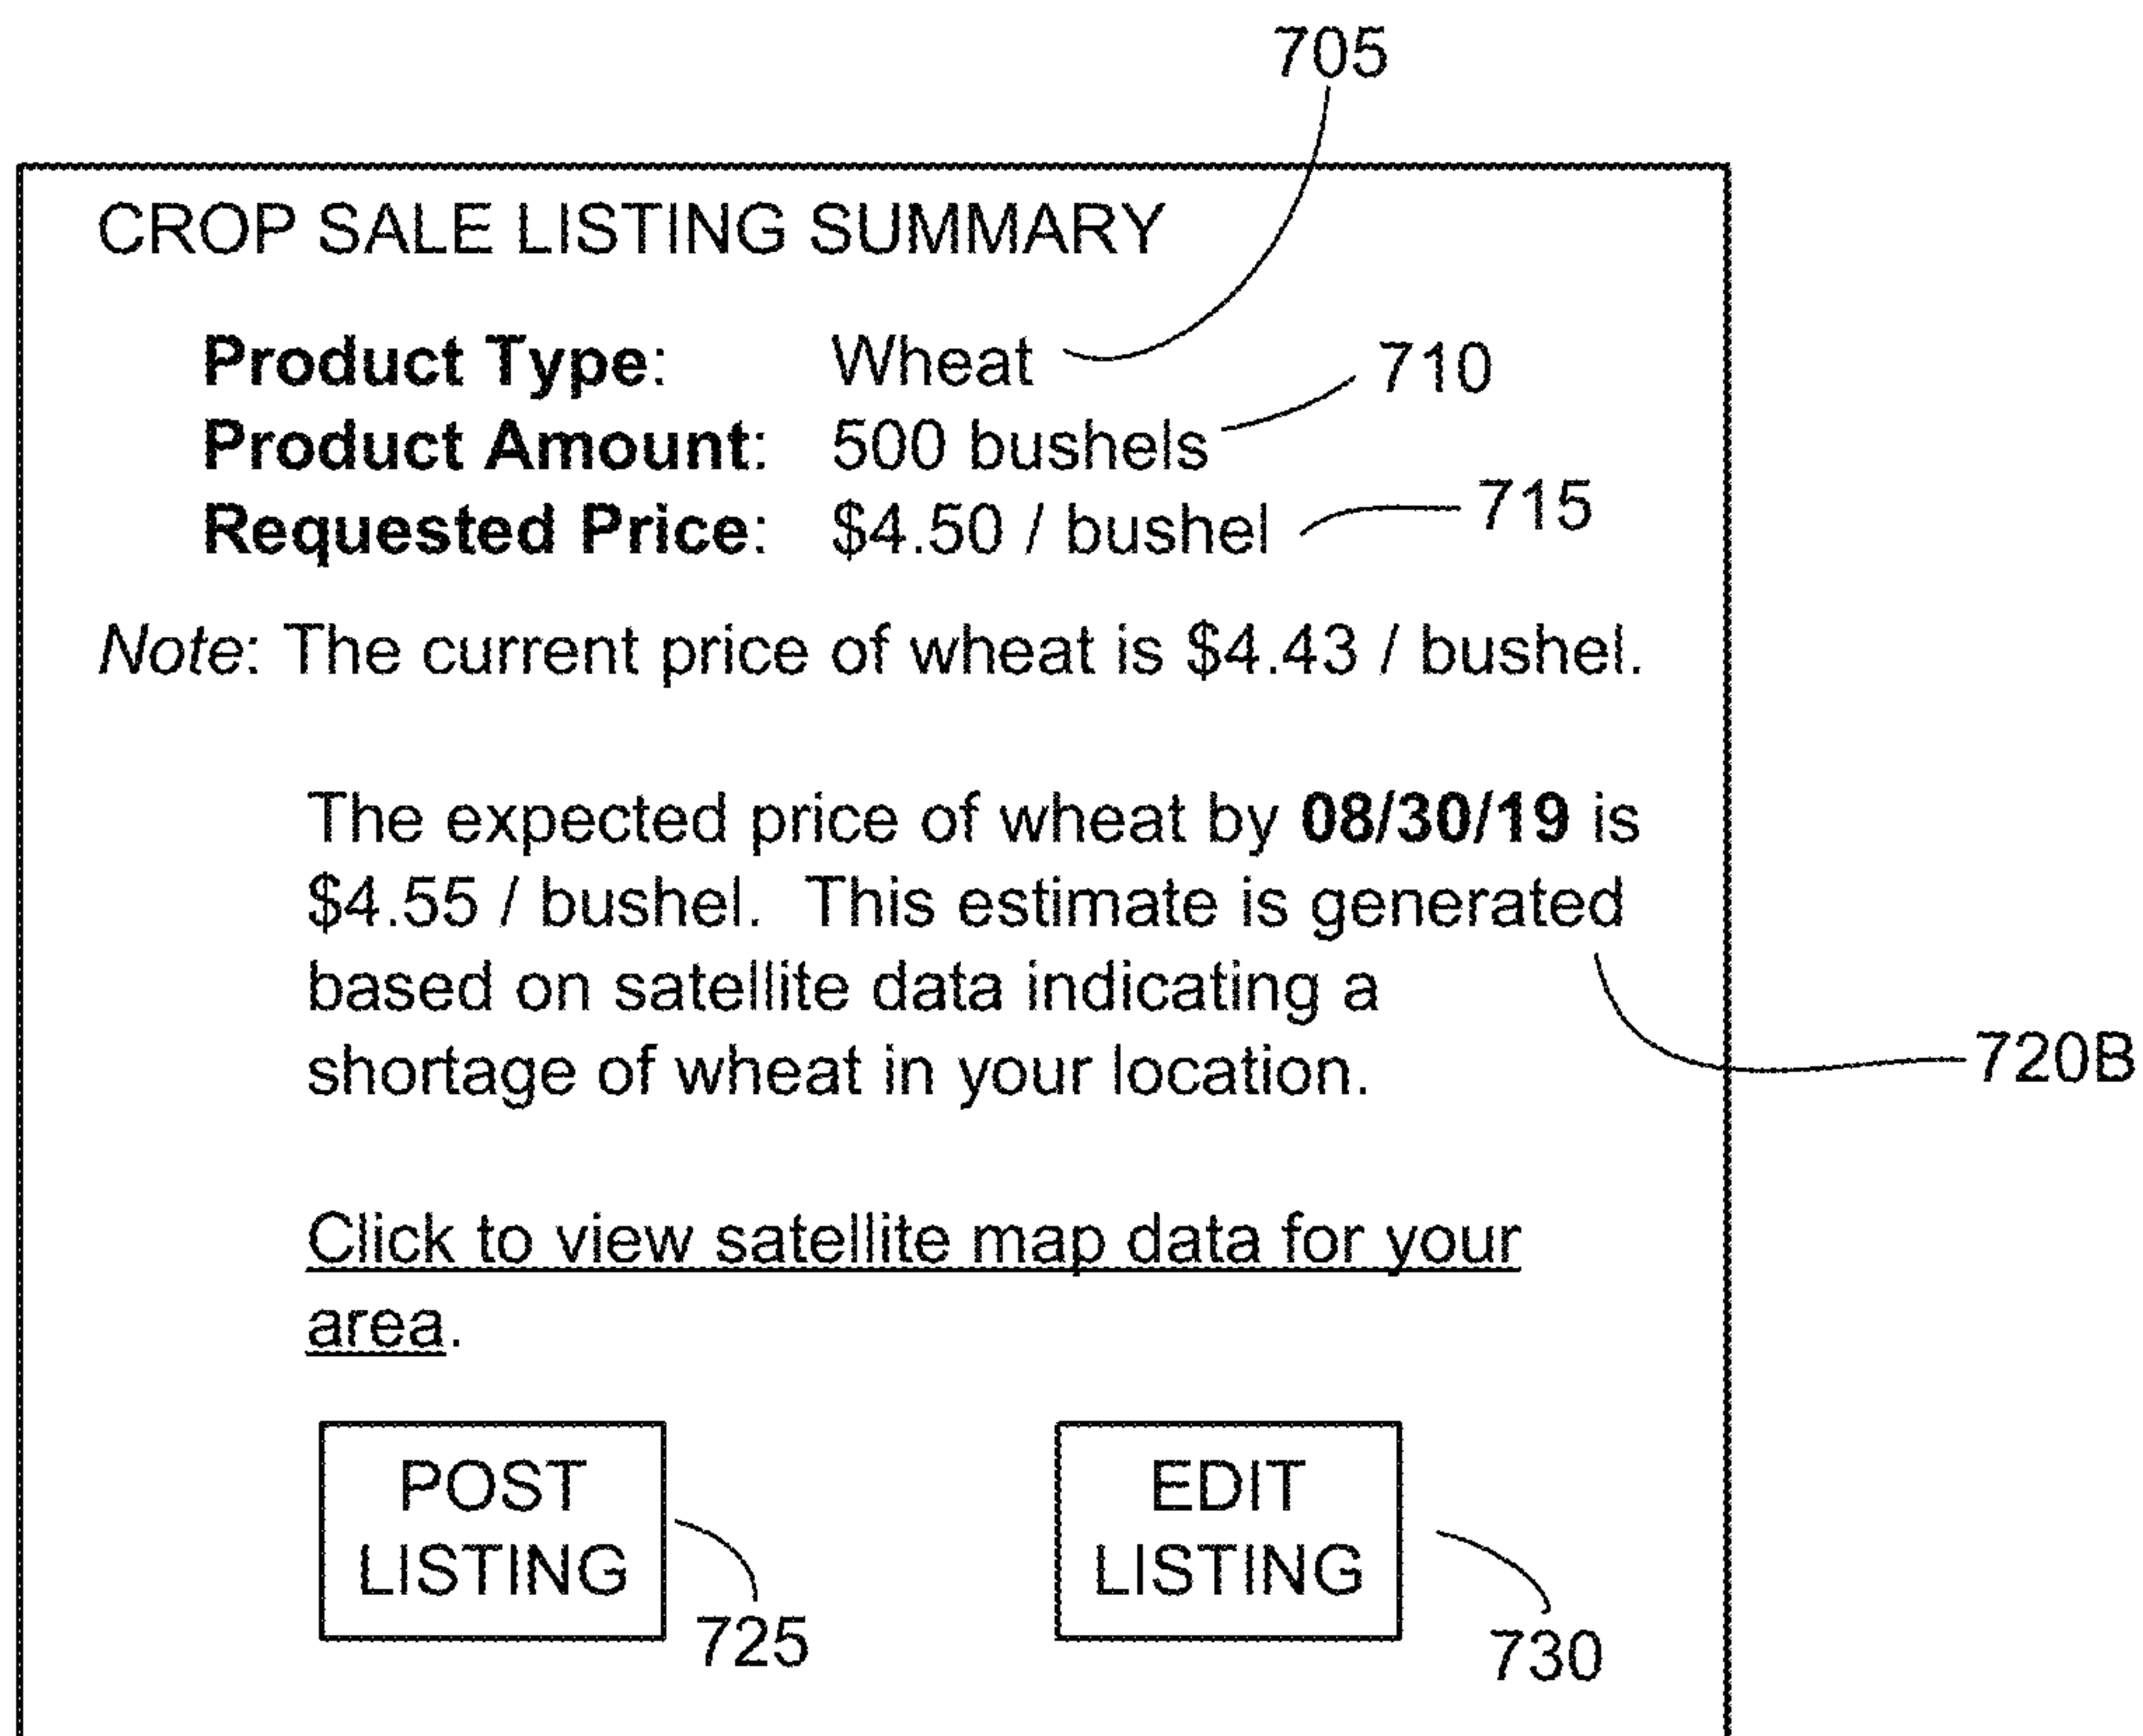 705
CROP SALE LISTING SUMMARY
Product Type: Wheat
710
Product Amount: 500 bushels
715
Requested Price: $4.50 / bushel
Note: The current price of wheat is $4.43 / bushel.
The expected price of wheat by 08/30/19 is
$4.55 / bushel. This estimate is generated
based on satellite data indicating a
shortage of wheat in your location.
720B
Click to view satellite map data for your
area.
POST
LISTING
725
EDIT
LISTING
730